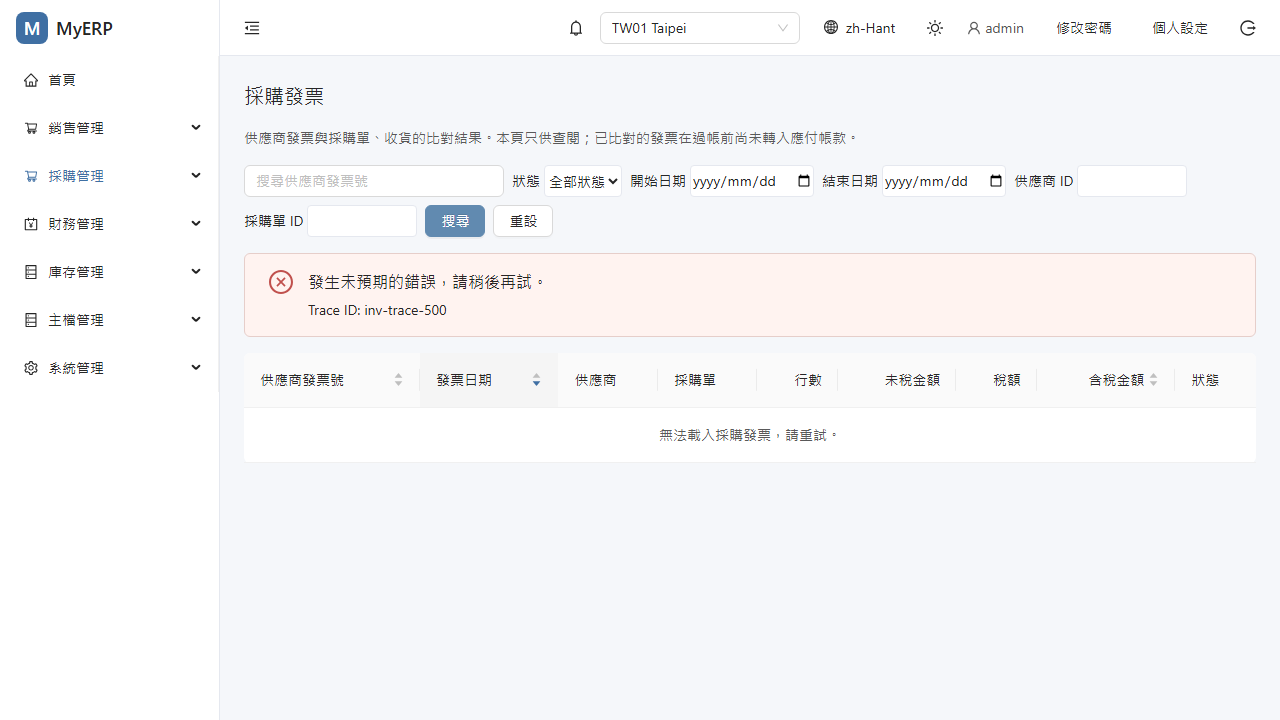 M MyERP
TW01 Taipei zh-Hant admin 修改密碼 個人設定
首頁
銷售管理
採購管理
財務管理
庫存管理
主檔管理
系統管理
採購發票
供應商發票與採購單、收貨的比對結果。本頁只供查閱；已比對的發票在過帳前尚未轉入應付帳款。
搜尋供應商發票號 狀態 全部狀態 開始日期 yyyy/mm/dd 結束日期 yyyy/mm/dd 供應商 ID
採購單 ID 搜尋 重設
發生未預期的錯誤，請稍後再試。
Trace ID: inv-trace-500
供應商發票號 發票日期 供應商 採購單 行數 未稅金額 稅額 含稅金額 狀態
無法載入採購發票，請重試。